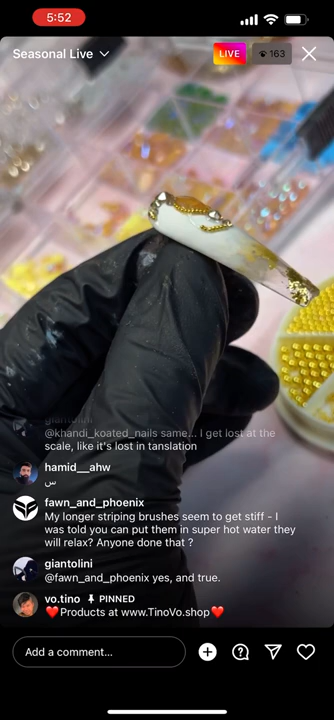 5:52
Seasonal Live
LIVE
163
giantolini
@khandi_koated_nails same... I get lost at the
scale, like it's lost in tanslation
hamid__ahw
س
fawn_and_phoenix
My longer striping brushes seem to get stiff - I
was told you can put them in super hot water they
will relax? Anyone done that ?
giantolini
@fawn_and_phoenix yes, and true.
vo.tino PINNED
❤️Products at www.TinoVo.shop❤️
Add a comment...